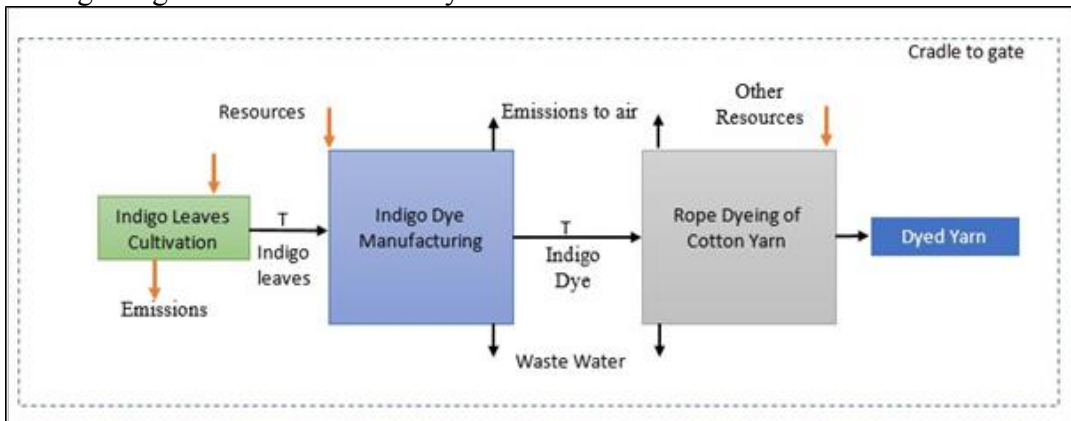 Cradle to gate
Resources
Emissions to air
Other
Resources
Indigo Leaves
Cultivation
T
Indigo
leaves
Indigo Dye
Manufacturing
T
Indigo
Dye
Rope Dyeing of
Cotton Yarn
Dyed Yarn
Emissions
Waste Water